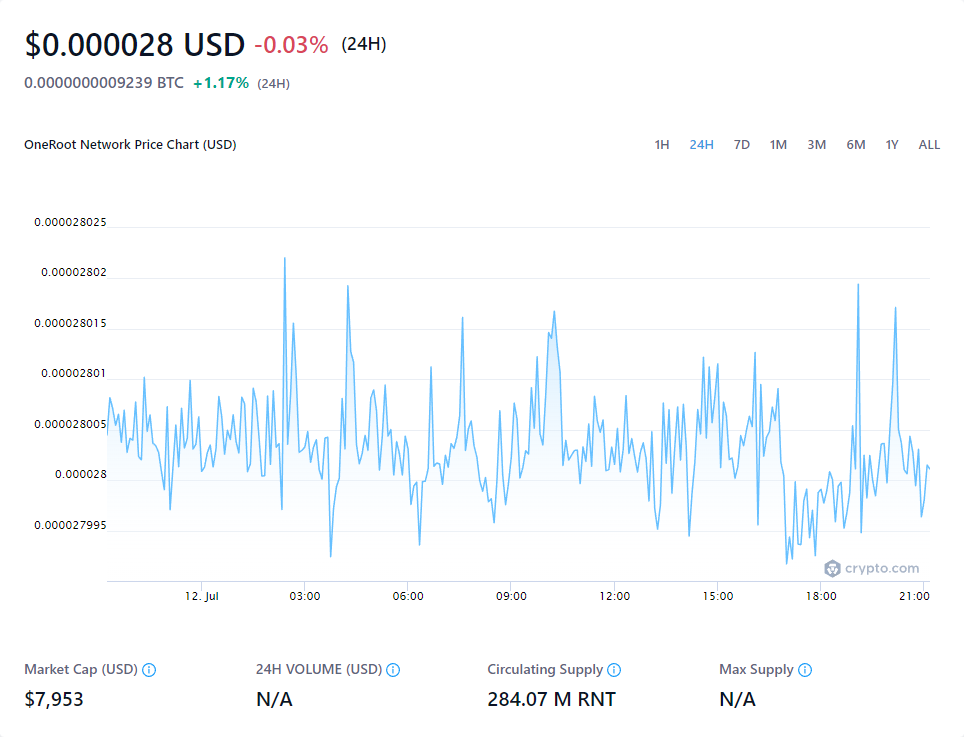 $0.000028 USD -0.03% (24H)
0.0000000009239 BTC +1.17% (24H)
OneRoot Network Price Chart (USD) 1H 24H 7D 1M 3M 6M 1Y ALL
0.000028025
0.00002802
0.000028015
0.00002801
0.000028005
0.000028
0.000027995
crypto.com
12. Jul 03:00 06:00 09:00 12:00 15:00 18:00 21:00
Market Cap (USD) 24H VOLUME (USD) Circulating Supply Max Supply
$7,953 N/A 284.07 M RNT N/A